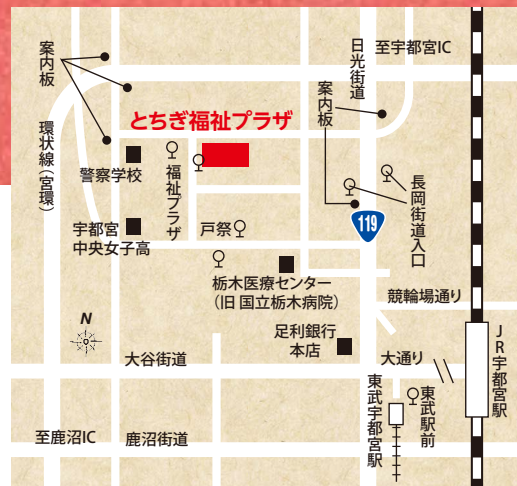 案内板
環状線（宮環）
日光街道
至宇都宮IC
案内板
とちぎ福祉プラザ
警察学校
福祉プラザ
長岡街道入口
119
宇都宮
中央女子高
戸祭
栃木医療センター
（旧 国立栃木病院）
競輪場通り
足利銀行
本店
N
大谷街道
大通り
JR宇都宮駅
東武宇都宮駅
東武駅前
至鹿沼IC
鹿沼街道